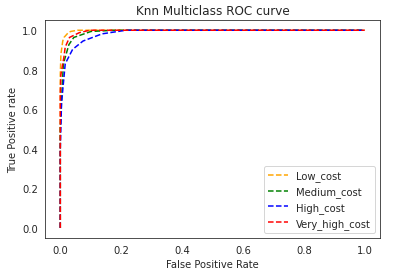 Knn Multiclass ROC curve
True Positive rate
1.0
0.8
0.6
0.4
0.2
0.0
Low_cost
Medium_cost
High_cost
Very_high_cost
0.0 0.2 0.4 0.6 0.8 1.0
False Positive Rate